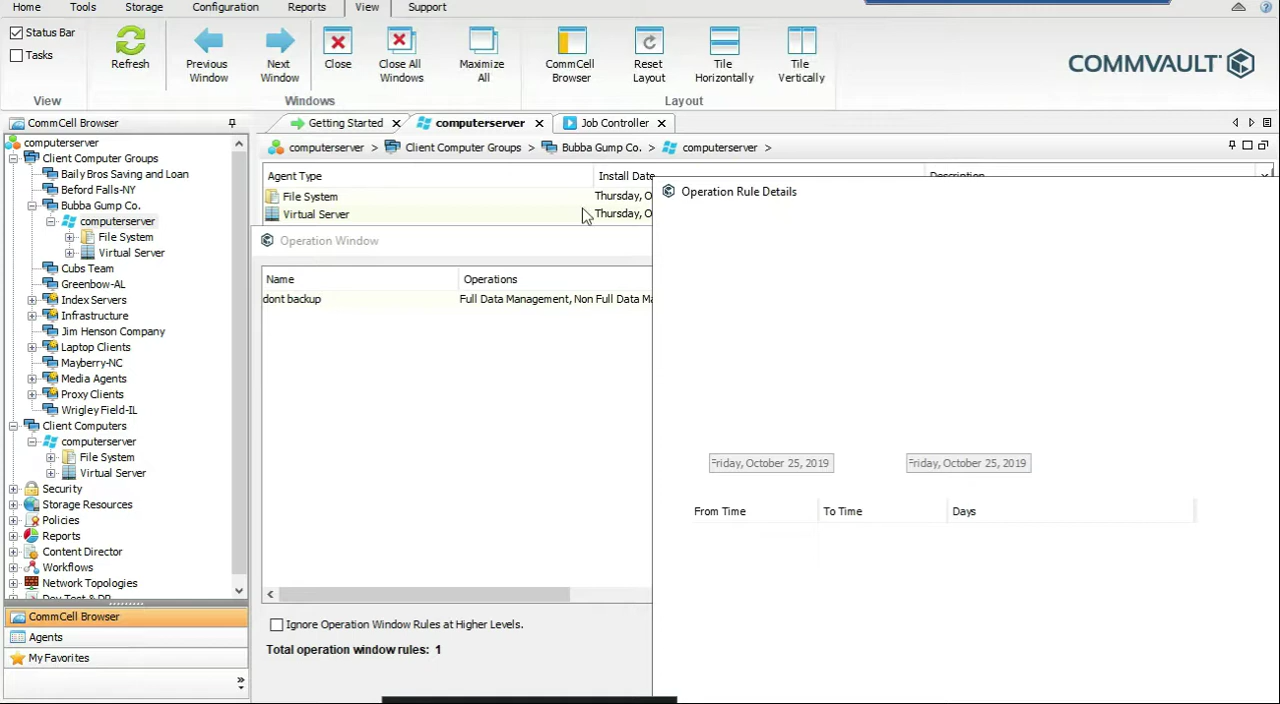 Home Tools Storage Configuration Reports View Support
Status Bar
Tasks
Refresh
Previous Window
Next Window
Close
Close All Windows
Maximize All
CommCell Browser
Reset Layout
Tile Horizontally
Tile Vertically
View
Windows
Layout
COMMVAULT
CommCell Browser
Getting Started
computerserver
Job Controller
computerserver > Client Computer Groups > Bubba Gump Co. > computerserver >
computerserver
Client Computer Groups
Baily Bros Saving and Loan
Beford Falls-NY
Bubba Gump Co.
computerserver
File System
Virtual Server
Cubs Team
Greenbow-AL
Index Servers
Infrastructure
Jim Henson Company
Laptop Clients
Mayberry-NC
Media Agents
Proxy Clients
Wrigley Field-IL
Client Computers
computerserver
File System
Virtual Server
Security
Storage Resources
Policies
Reports
Content Director
Workflows
Network Topologies
CommCell Browser
Agents
My Favorites
Agent Type Install Date Description
File System Thursday, O
Virtual Server Thursday, O
Operation Window
Name Operations
dont backup Full Data Management, Non Full Data Ma
Ignore Operation Window Rules at Higher Levels.
Total operation window rules: 1
Operation Rule Details
Friday, October 25, 2019 Friday, October 25, 2019
From Time To Time Days